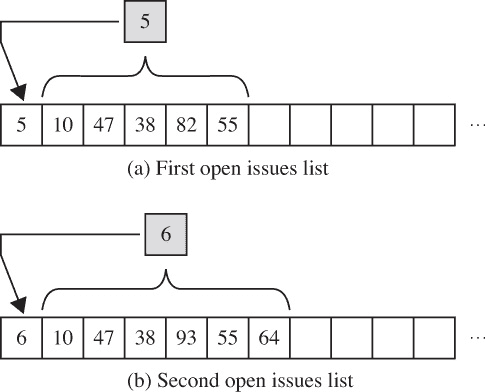 5
5 10 47 38 82 55 ...
(a) First open issues list
6
6 10 47 38 93 55 64 ...
(b) Second open issues list